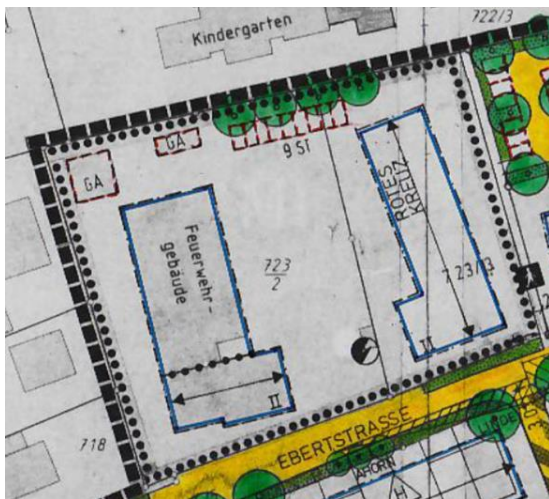 Kindergarten
722/3
GA
GA
9 St
ROTES
KREUZ
Feuerwehr-
gebäude
723
2
723/3
II
II
718
EBERTSTRASSE
LINDE
AHORN
H